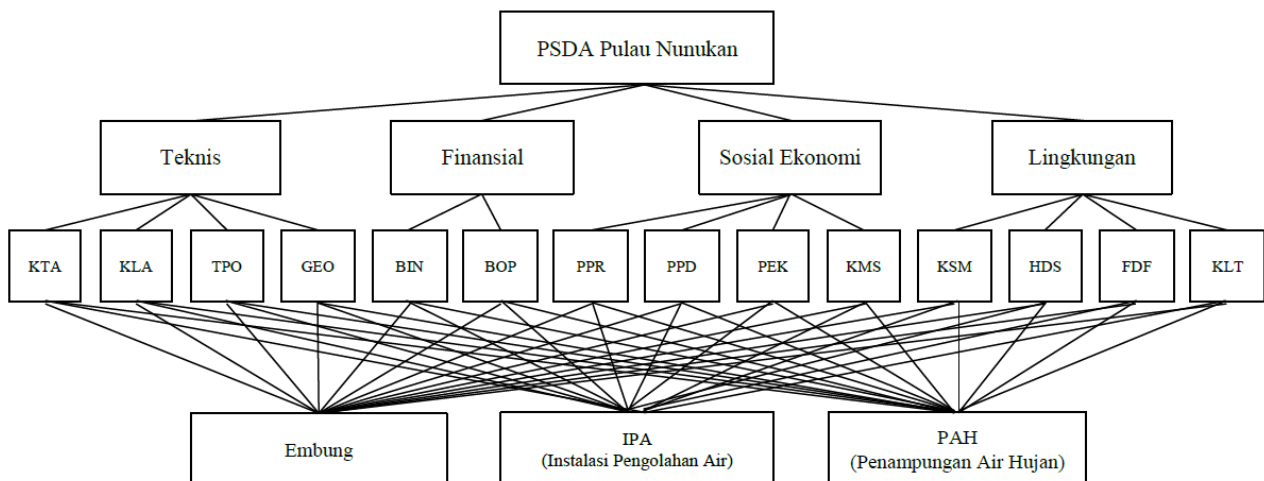 PSDA Pulau Nunukan
Teknis
Finansial
Sosial Ekonomi
Lingkungan
KTA
KLA
TPO
GEO
BIN
BOP
PPR
PPD
PEK
KMS
KSM
HDS
FDF
KLT
Embung
IPA
(Instalasi Pengolahan Air)
PAH
(Penampungan Air Hujan)